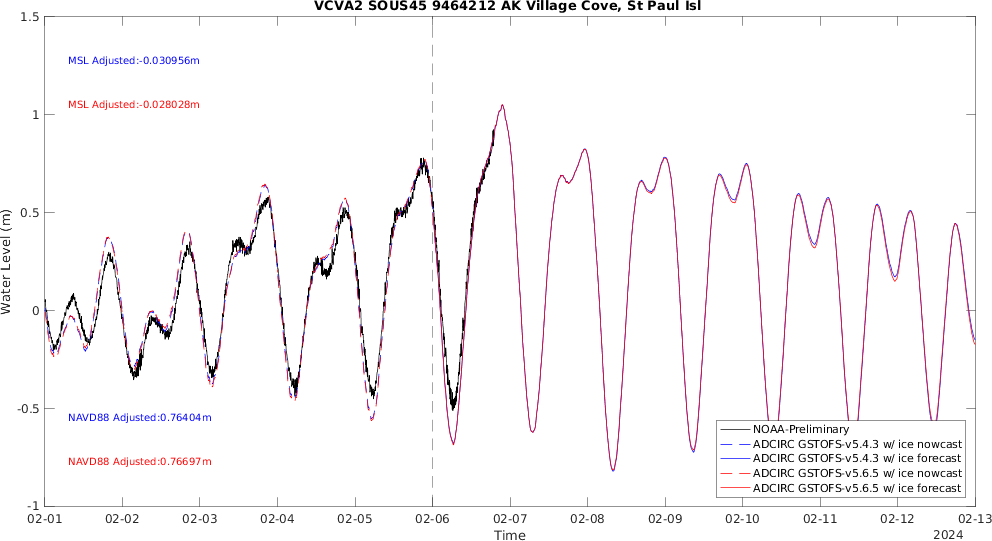 VCVA2 SOUS45 9464212 AK Village Cove, St Paul Isl
1.5
1
0.5
0
-0.5
-1
Water Level (m)
MSL Adjusted:-0.030956m
MSL Adjusted:-0.028028m
NAVD88 Adjusted:0.76404m
NAVD88 Adjusted:0.76697m
NOAA-Preliminary
ADCIRC GSTOFS-v5.4.3 w/ ice nowcast
ADCIRC GSTOFS-v5.4.3 w/ ice forecast
ADCIRC GSTOFS-v5.6.5 w/ ice nowcast
ADCIRC GSTOFS-v5.6.5 w/ ice forecast
02-01 02-02 02-03 02-04 02-05 02-06 02-07 02-08 02-09 02-10 02-11 02-12 02-13
Time
2024